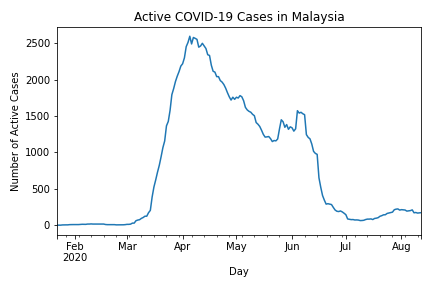 Active COVID-19 Cases in Malaysia
Number of Active Cases
2500
2000
1500
1000
500
0
Feb Mar Apr May Jun Jul Aug
2020
Day